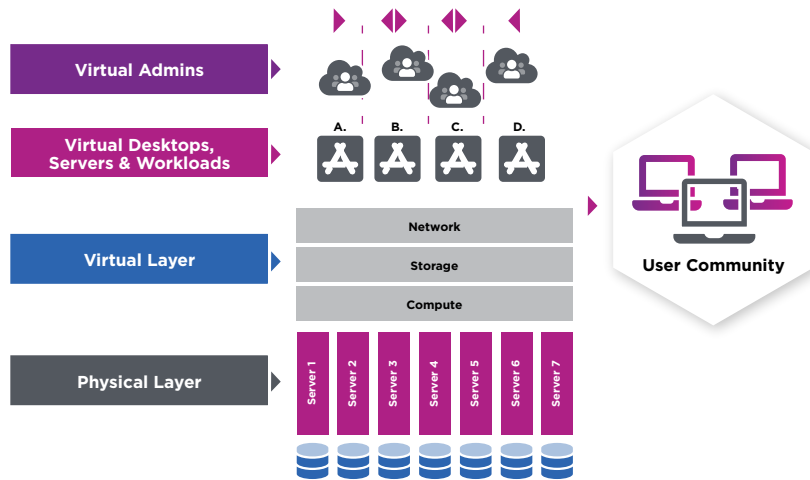 Virtual Admins
A.
B.
C.
D.
Virtual Desktops,
Servers & Workloads
Network
Virtual Layer
Storage
User Community
Compute
Physical Layer
Server 1
Server 2
Server 3
Server 4
Server 5
Server 6
Server 7